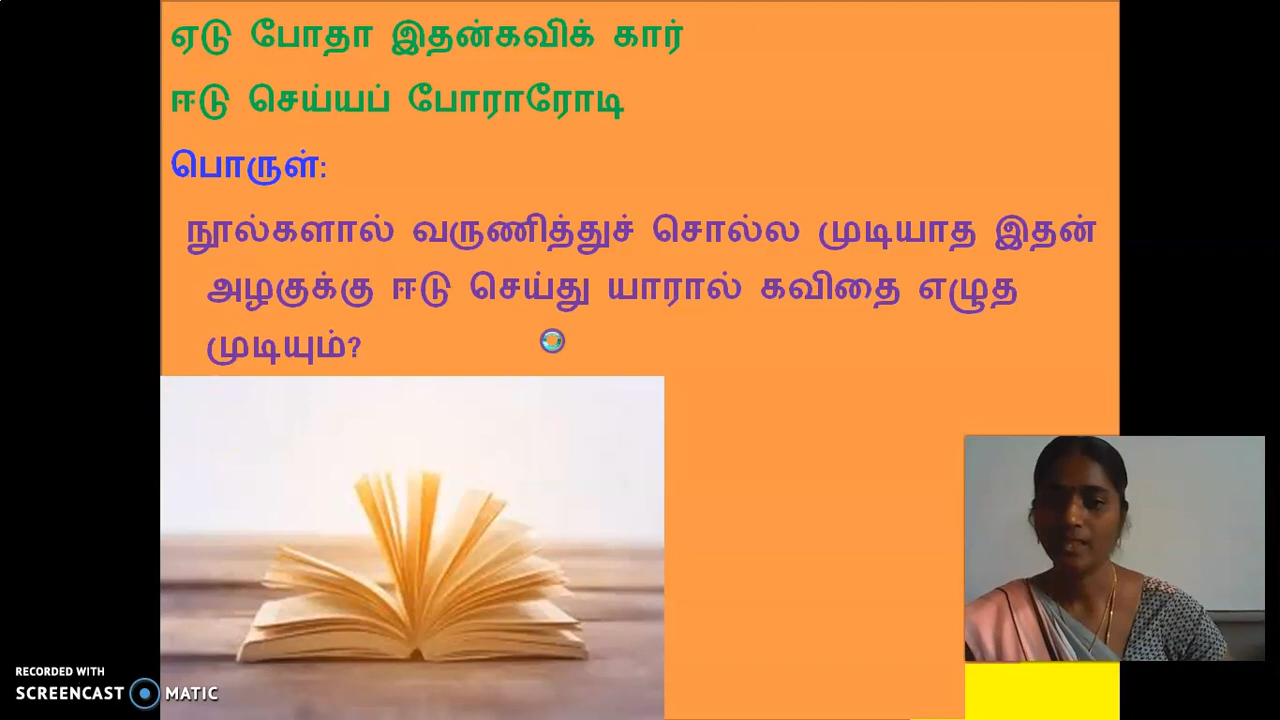 ஏடு போதா இதன்கவிக் கார்
ஈடு செய்யப் போராரோடி
பொருள்:
நூல்களால் வருணித்துச் சொல்ல முடியாத இதன்
அழகுக்கு ஈடு செய்து யாரால் கவிதை எழுத
முடியும்?
RECORDED WITH
SCREENCAST MATIC